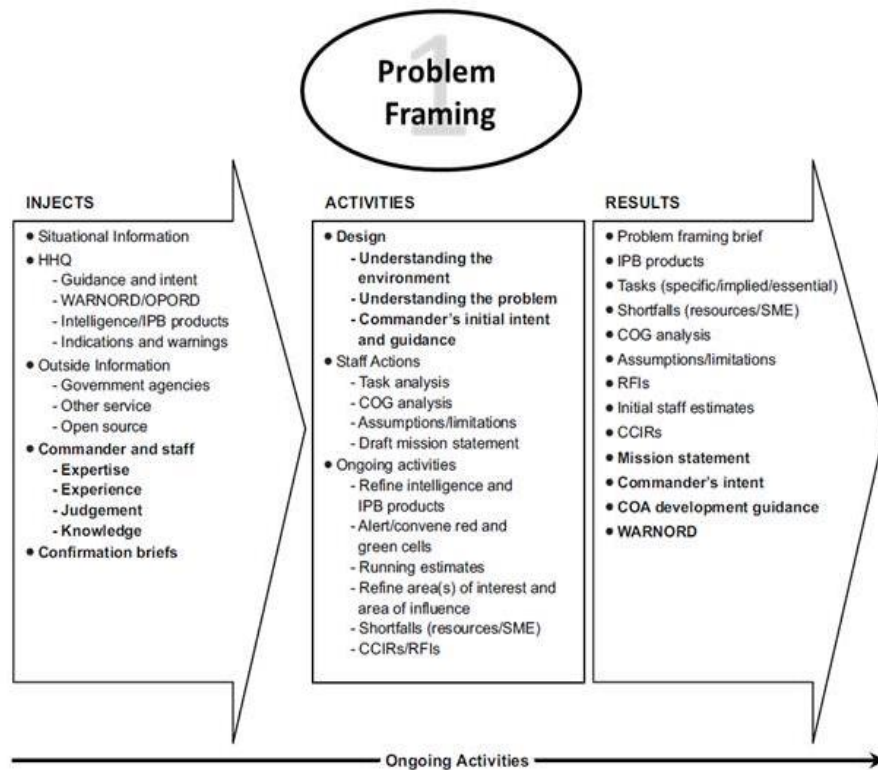 1
Problem
Framing
INJECTS
● Situational Information
● HHQ
- Guidance and intent
- WARNORD/OPORD
- Intelligence/IPB products
- Indications and warnings
● Outside Information
- Government agencies
- Other service
- Open source
● Commander and staff
- Expertise
- Experience
- Judgement
- Knowledge
● Confirmation briefs
ACTIVITIES
● Design
- Understanding the
environment
- Understanding the problem
- Commander's initial intent
and guidance
● Staff Actions
- Task analysis
- COG analysis
- Assumptions/limitations
- Draft mission statement
● Ongoing activities
- Refine intelligence and
IPB products
- Alert/convene red and
green cells
- Running estimates
- Refine area(s) of interest and
area of influence
- Shortfalls (resources/SME)
- CCIRs/RFIs
RESULTS
● Problem framing brief
● IPB products
● Tasks (specific/implied/essential)
● Shortfalls (resources/SME)
● COG analysis
● Assumptions/limitations
● RFIs
● Initial staff estimates
● CCIRs
● Mission statement
● Commander's intent
● COA development guidance
● WARNORD
Ongoing Activities